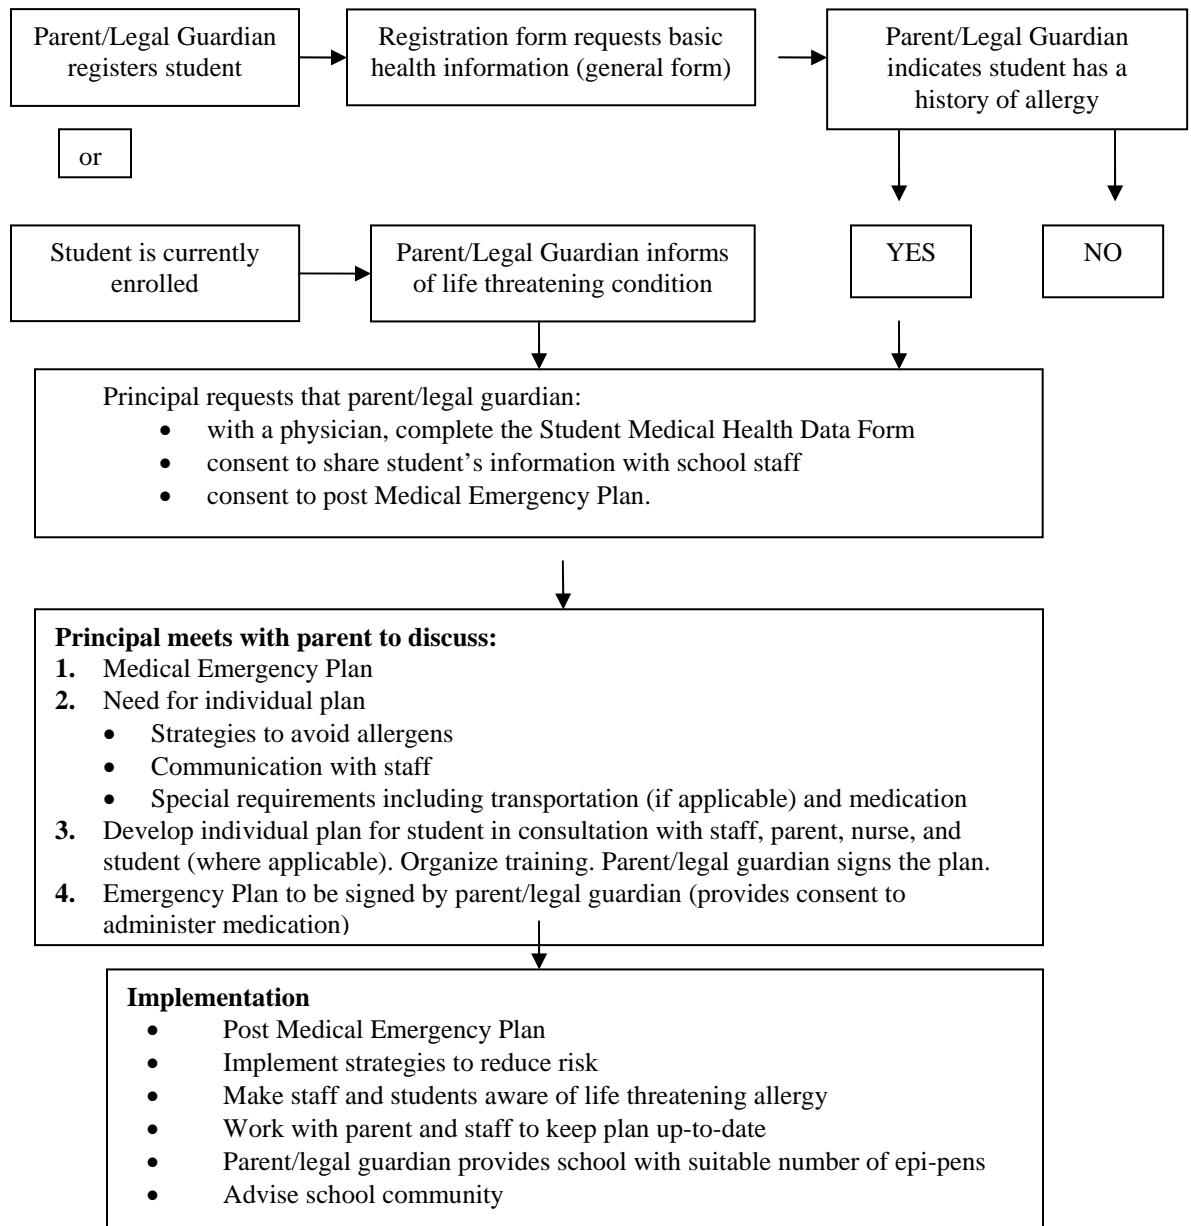 Parent/Legal Guardian
registers student
Registration form requests basic
health information (general form)
Parent/Legal Guardian
indicates student has a
history of allergy
or
Student is currently
enrolled
Parent/Legal Guardian informs
of life threatening condition
YES
NO
Principal requests that parent/legal guardian:
• with a physician, complete the Student Medical Health Data Form
• consent to share student’s information with school staff
• consent to post Medical Emergency Plan.
Principal meets with parent to discuss:
1. Medical Emergency Plan
2. Need for individual plan
• Strategies to avoid allergens
• Communication with staff
• Special requirements including transportation (if applicable) and medication
3. Develop individual plan for student in consultation with staff, parent, nurse, and
student (where applicable). Organize training. Parent/legal guardian signs the plan.
4. Emergency Plan to be signed by parent/legal guardian (provides consent to
administer medication)
Implementation
• Post Medical Emergency Plan
• Implement strategies to reduce risk
• Make staff and students aware of life threatening allergy
• Work with parent and staff to keep plan up-to-date
• Parent/legal guardian provides school with suitable number of epi-pens
• Advise school community